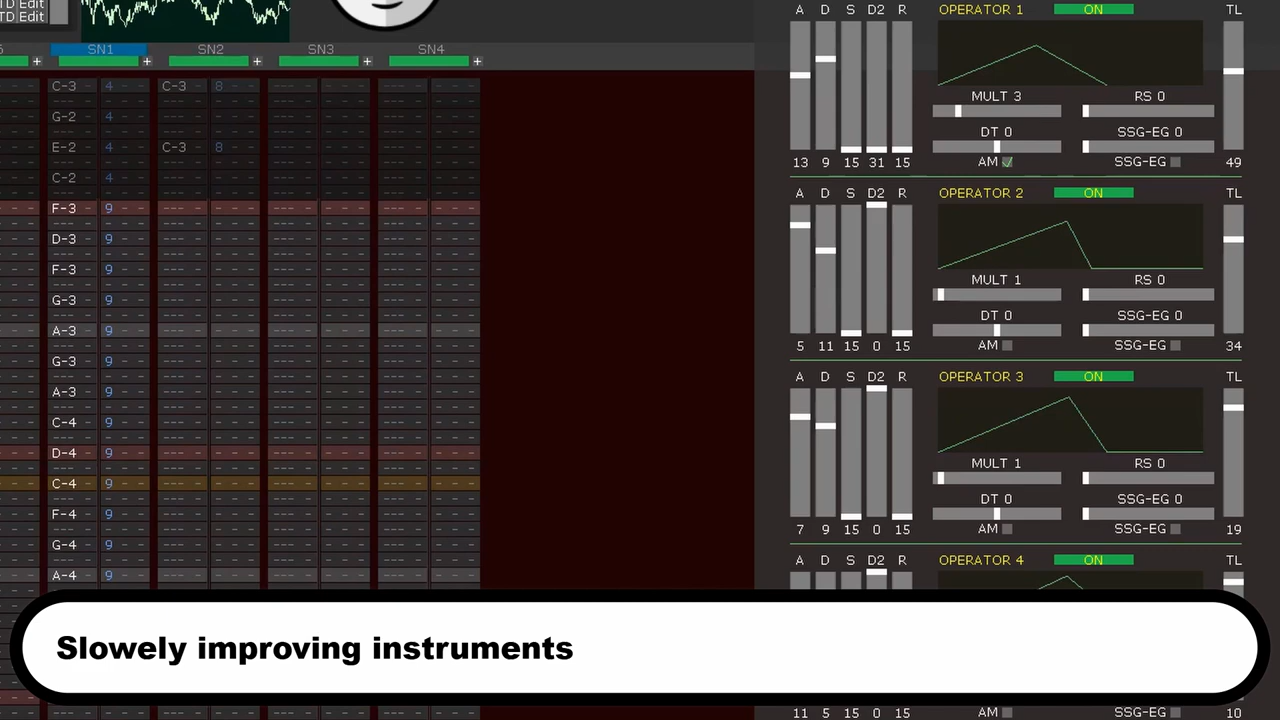 TD Edit
TD Edit
SN1 SN2 SN3 SN4
+ + + + +
C-3 4 C-3 8
G-2 4
E-2 4 C-3 8
C-2 4
F-3 9
D-3 9
F-3 9
G-3 9
A-3 9
G-3 9
A-3 9
C-4 9
D-4 9
C-4 9
F-4 9
G-4 9
A-4 9
A D S D2 R OPERATOR 1 ON TL
MULT 3 RS 0
DT 0 SSG-EG 0
13 9 15 31 15 AM SSG-EG 49
A D S D2 R OPERATOR 2 ON TL
MULT 1 RS 0
DT 0 SSG-EG 0
5 11 15 0 15 AM SSG-EG 34
A D S D2 R OPERATOR 3 ON TL
MULT 1 RS 0
DT 0 SSG-EG 0
7 9 15 0 15 AM SSG-EG 19
A D S D2 R OPERATOR 4 ON TL
Slowely improving instruments
11 5 15 0 15 AM SSG-EG 10